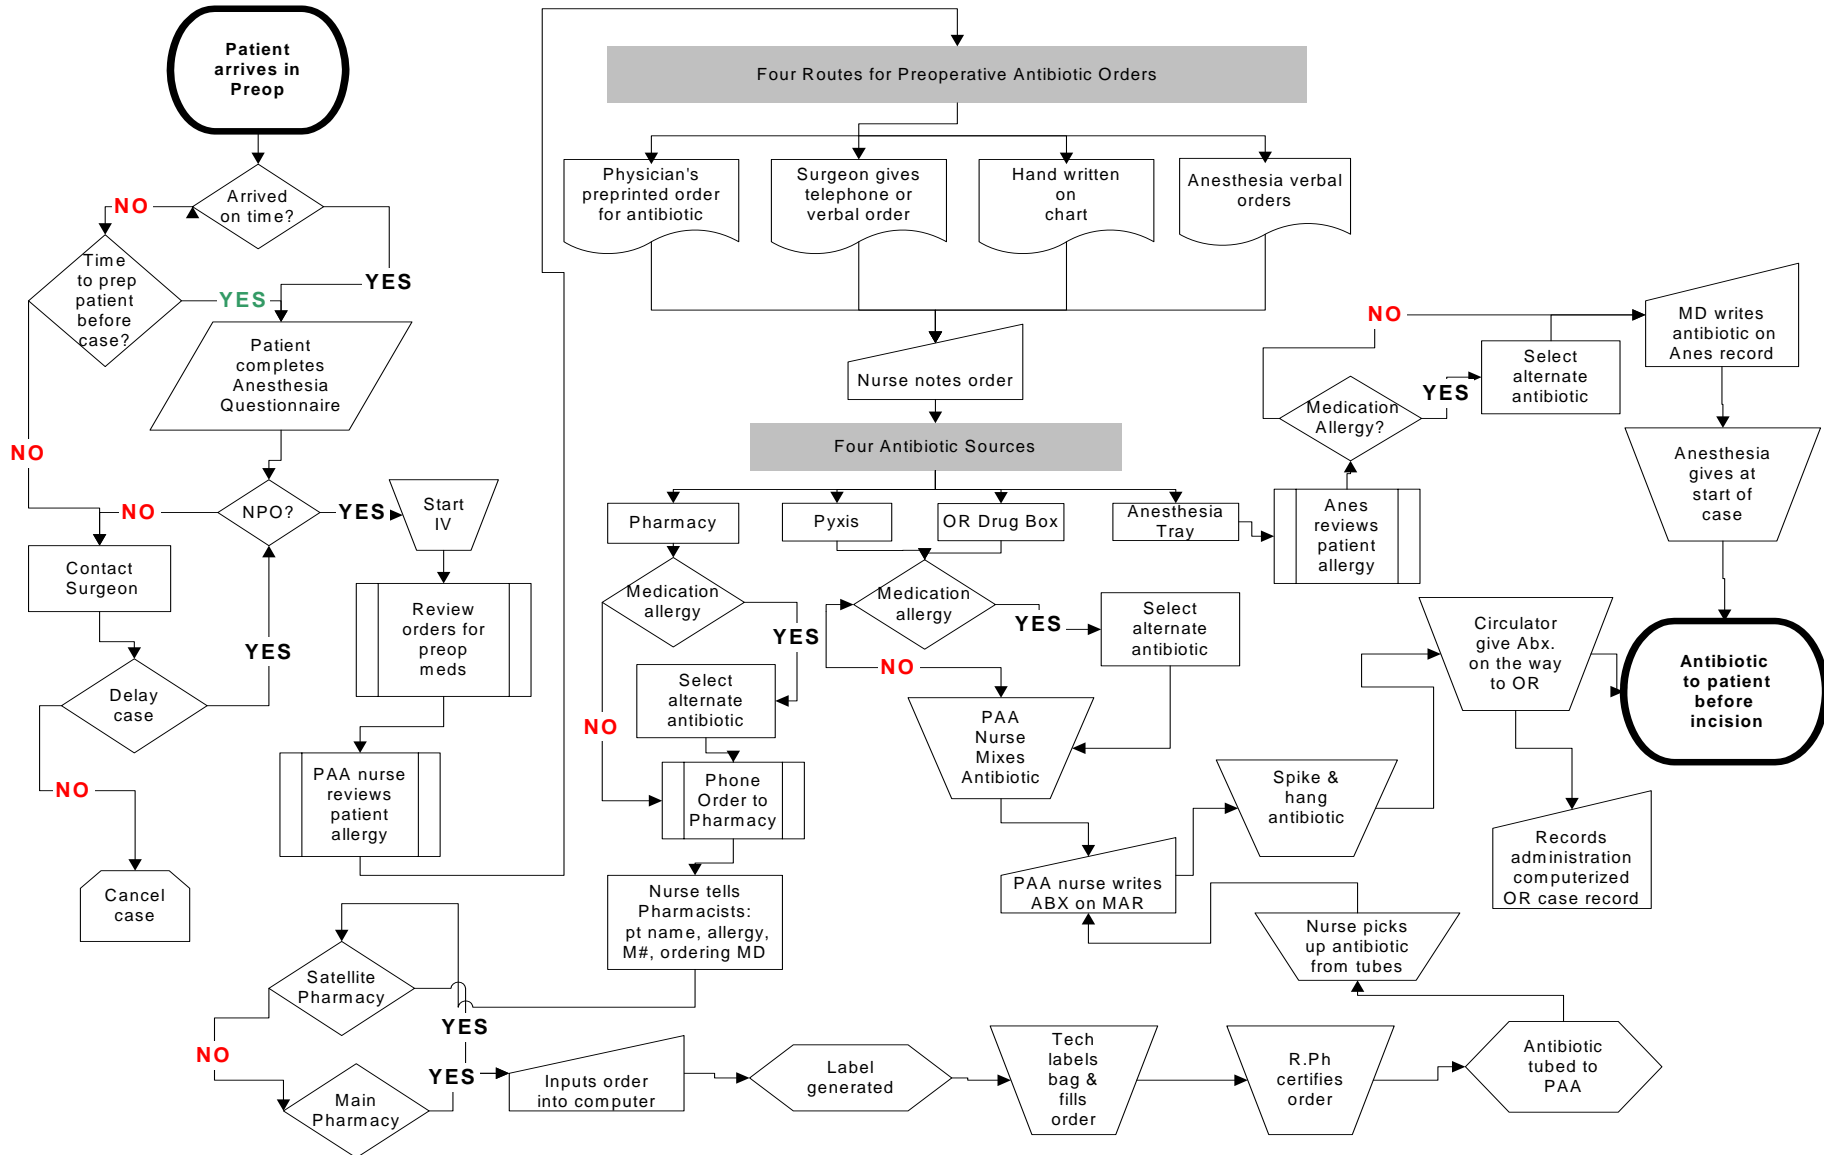 Patient
arrives in
Preop
Arrived
on time?
NO
YES
Time
to prep
patient
before
case?
YES
NO
Patient
completes
Anesthesia
Questionnaire
NPO?
NO
YES
Start
IV
Contact
Surgeon
Delay
case
YES
NO
Cancel
case
Review
orders for
preop
meds
PAA nurse
reviews
patient
allergy
Four Routes for Preoperative Antibiotic Orders
Physician's
preprinted order
for antibiotic
Surgeon gives
telephone or
verbal order
Hand written
on
chart
Anesthesia verbal
orders
Nurse notes order
Four Antibiotic Sources
Pharmacy
Pyxis
OR Drug Box
Anesthesia
Tray
Medication
allergy
YES
NO
Select
alternate
antibiotic
Phone
Order to
Pharmacy
Nurse tells
Pharmacists:
pt name, allergy,
M#, ordering MD
Satellite
Pharmacy
YES
NO
Main
Pharmacy
YES
Inputs order
into computer
Label
generated
Tech
labels
bag &
fills
order
R.Ph
certifies
order
Antibiotic
tubed to
PAA
Nurse picks
up antibiotic
from tubes
Medication
allergy
YES
NO
Select
alternate
antibiotic
PAA
Nurse
Mixes
Antibiotic
PAA nurse writes
ABX on MAR
Spike &
hang
antibiotic
Circulator
give Abx.
on the way
to OR
Records
administration
computerized
OR case record
Anes
reviews
patient
allergy
Medication
Allergy?
NO
YES
Select
alternate
antibiotic
MD writes
antibiotic on
Anes record
Anesthesia
gives at
start of
case
Antibiotic
to patient
before
incision